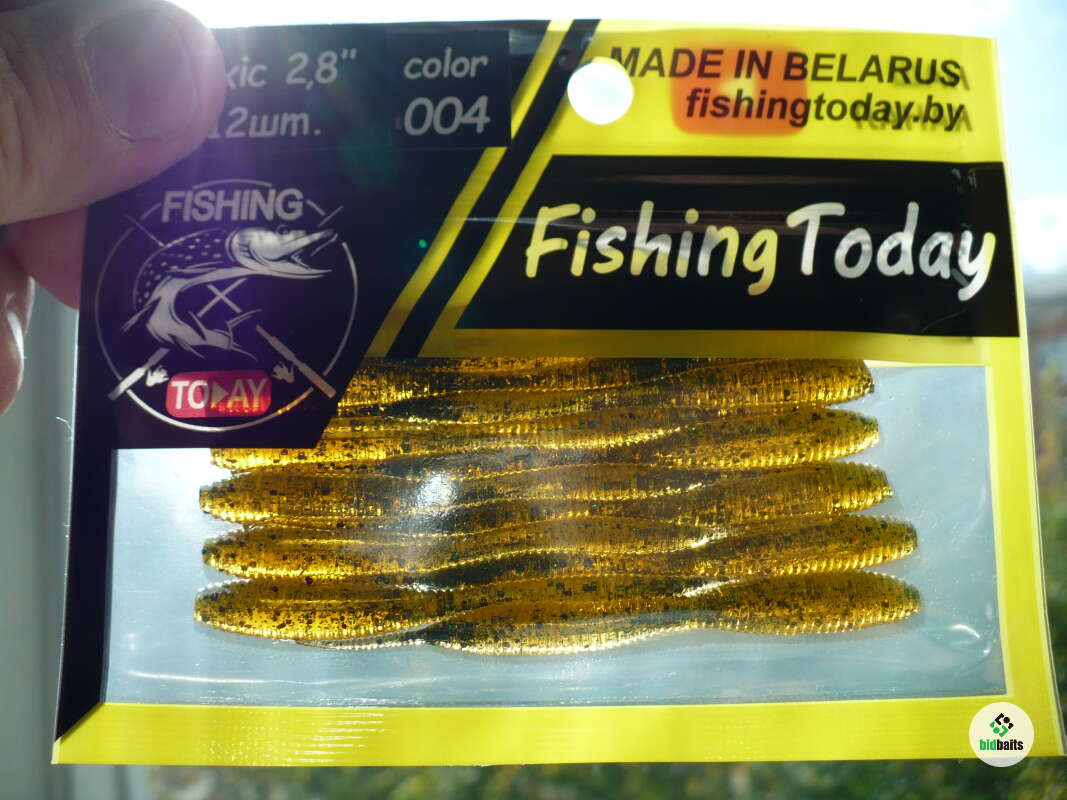 2,8"
12шт.
color
004
MADE IN BELARUS
fishingtoday.by
FISHING
TODAY
Fishing Today
bidbaits